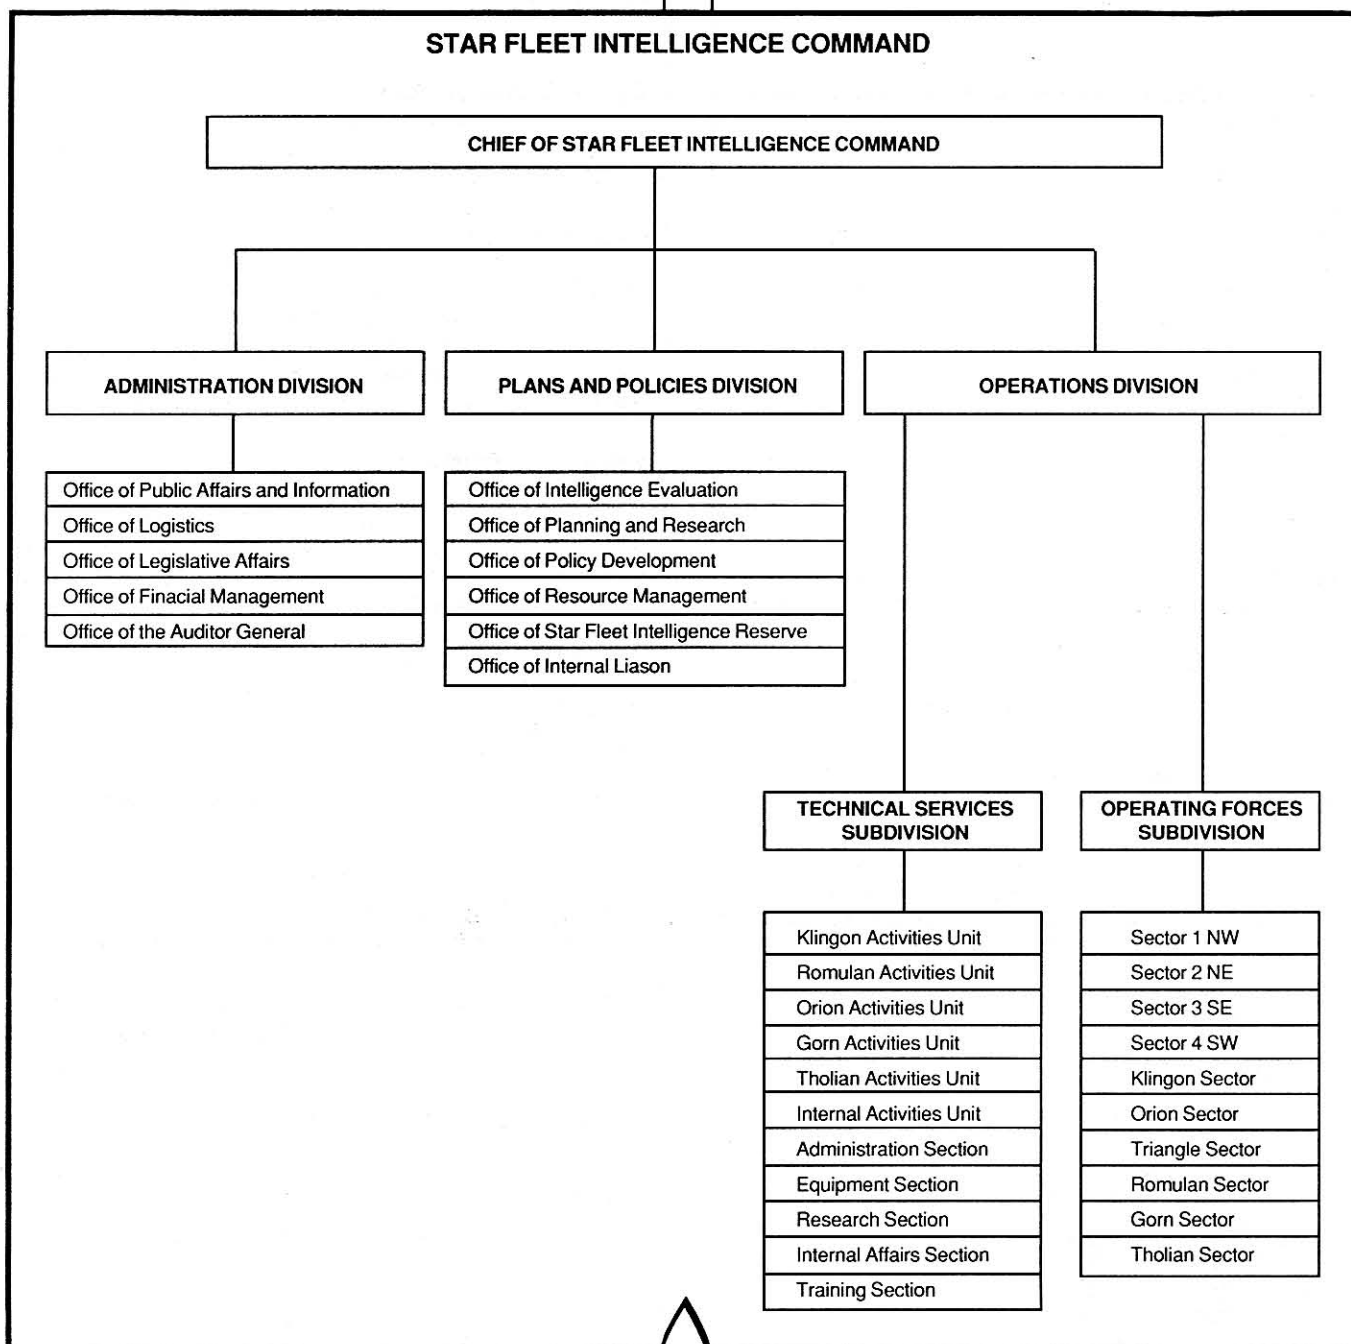 STAR FLEET INTELLIGENCE COMMAND
CHIEF OF STAR FLEET INTELLIGENCE COMMAND
ADMINISTRATION DIVISION
Office of Public Affairs and Information
Office of Logistics
Office of Legislative Affairs
Office of Finacial Management
Office of the Auditor General
PLANS AND POLICIES DIVISION
Office of Intelligence Evaluation
Office of Planning and Research
Office of Policy Development
Office of Resource Management
Office of Star Fleet Intelligence Reserve
Office of Internal Liason
OPERATIONS DIVISION
TECHNICAL SERVICES
SUBDIVISION
Klingon Activities Unit
Romulan Activities Unit
Orion Activities Unit
Gorn Activities Unit
Tholian Activities Unit
Internal Activities Unit
Administration Section
Equipment Section
Research Section
Internal Affairs Section
Training Section
OPERATING FORCES
SUBDIVISION
Sector 1 NW
Sector 2 NE
Sector 3 SE
Sector 4 SW
Klingon Sector
Orion Sector
Triangle Sector
Romulan Sector
Gorn Sector
Tholian Sector